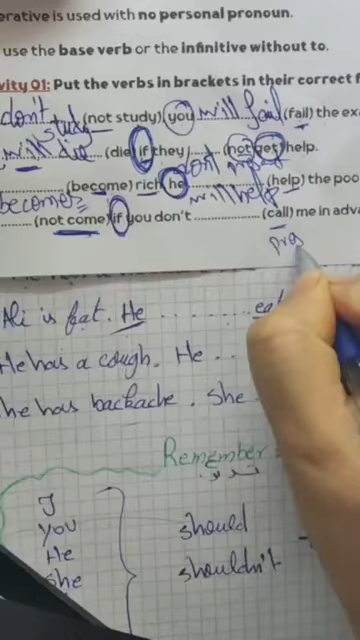 erative is used with no personal pronoun.
use the base verb or the infinitive without to.
vity 01: Put the verbs in brackets in their correct f
don't study (not study) you will fail (fail) the exa
will die (die) if they don't (not get) help.
becomes (become) rich he will help (help) the poo
(not come) if you don't (call) me in adva
pres
Ali is fat. He eat
He has a cough. He
he has backache. She
Remember
I
You
He
She
should
shouldn't